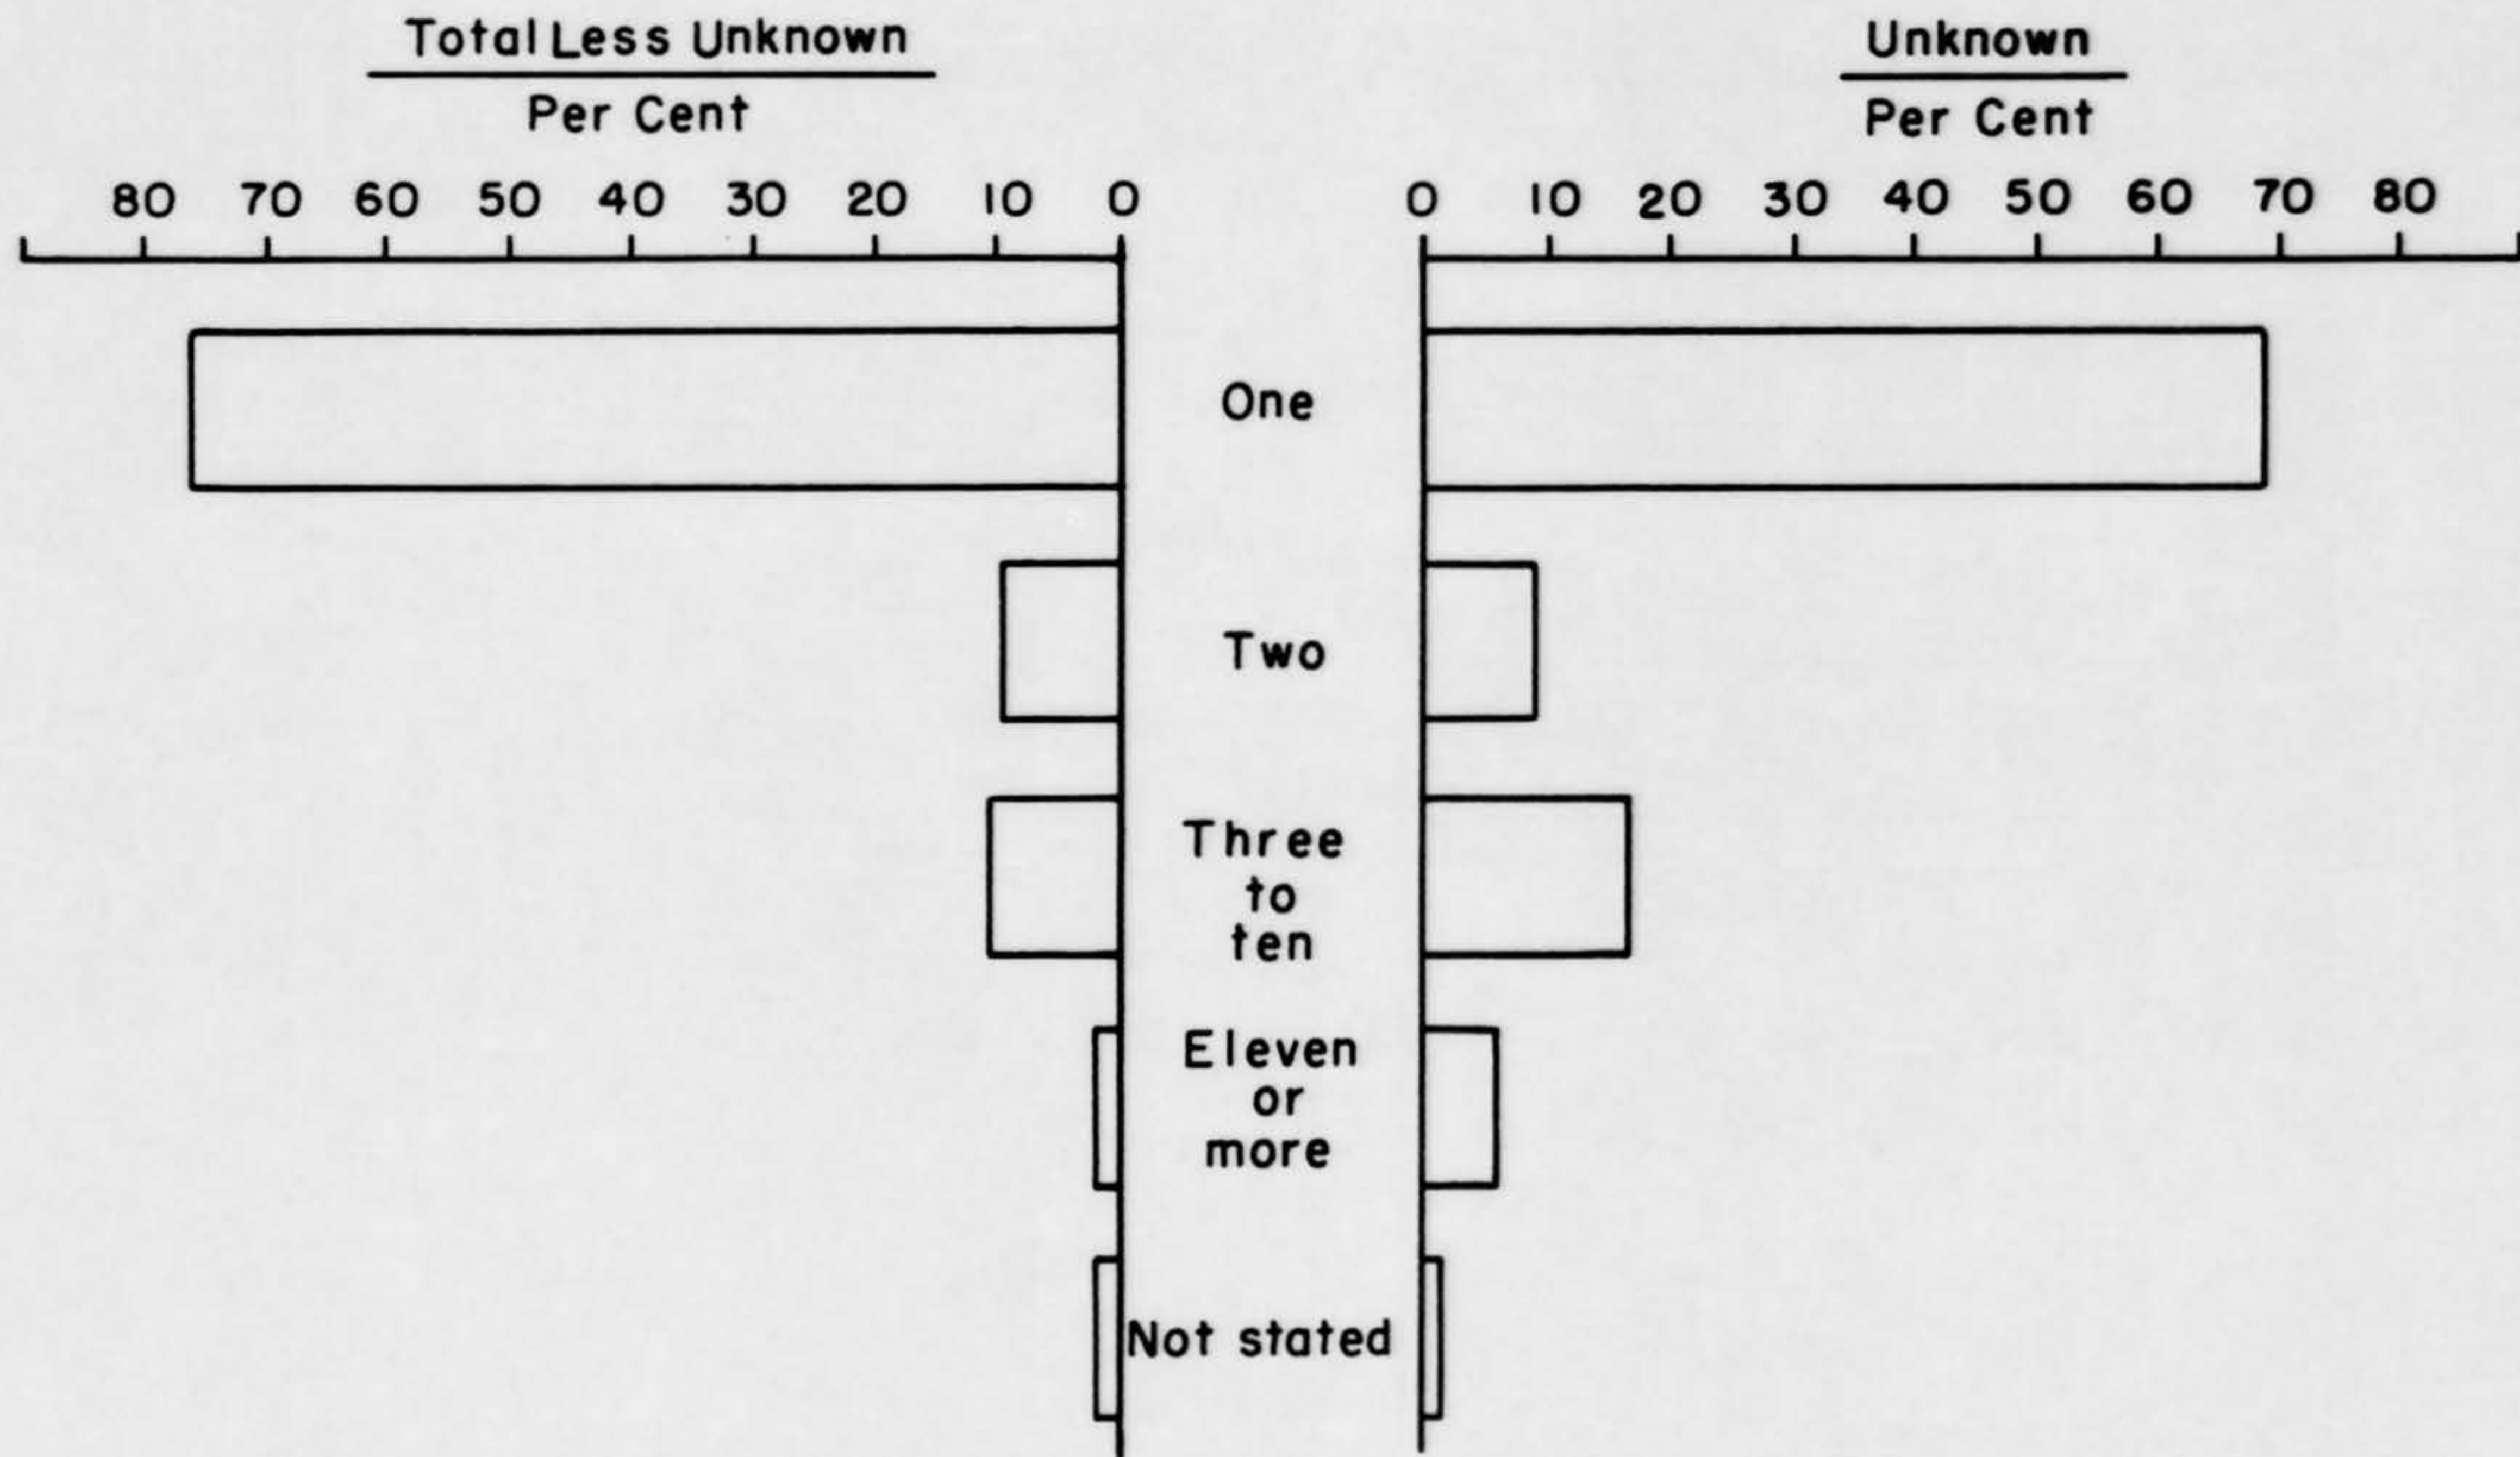 Total Less Unknown
Per Cent
Unknown
Per Cent
80 70 60 50 40 30 20 10 0
0 10 20 30 40 50 60 70 80
One
Two
Three
to
ten
Eleven
or
more
Not stated